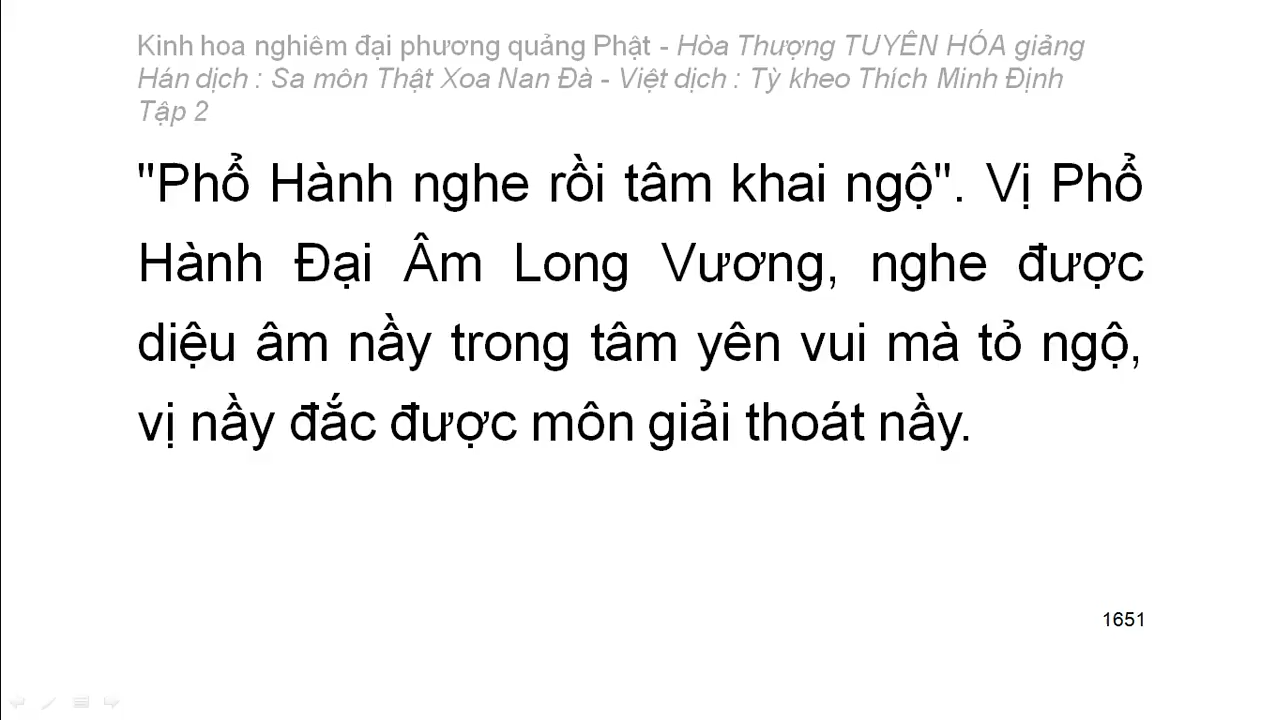 Kinh hoa nghiêm đại phương quảng Phật - Hòa Thượng TUYÊN HÓA giảng
Hán dịch : Sa môn Thật Xoa Nan Đà - Việt dịch : Tỳ kheo Thích Minh Định
Tập 2
"Phổ Hành nghe rồi tâm khai ngộ". Vị Phổ
Hành Đại Âm Long Vương, nghe được
diệu âm nầy trong tâm yên vui mà tỏ ngộ,
vị nầy đắc được môn giải thoát nầy.
1651